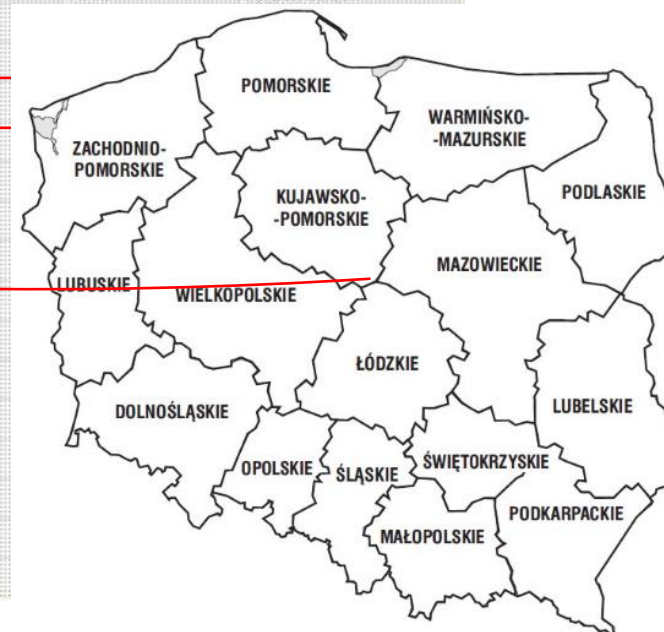 POMORSKIE
WARMIŃSKO-
-MAZURSKIE
ZACHODNIO-
POMORSKIE
KUJAWSKO-
-POMORSKIE
PODLASKIE
MAZOWIECKIE
LUBUSKIE
WIELKOPOLSKIE
ŁÓDZKIE
LUBELSKIE
DOLNOŚLĄSKIE
OPOLSKIE
ŚLĄSKIE
ŚWIĘTOKRZYSKIE
PODKARPACKIE
MAŁOPOLSKIE